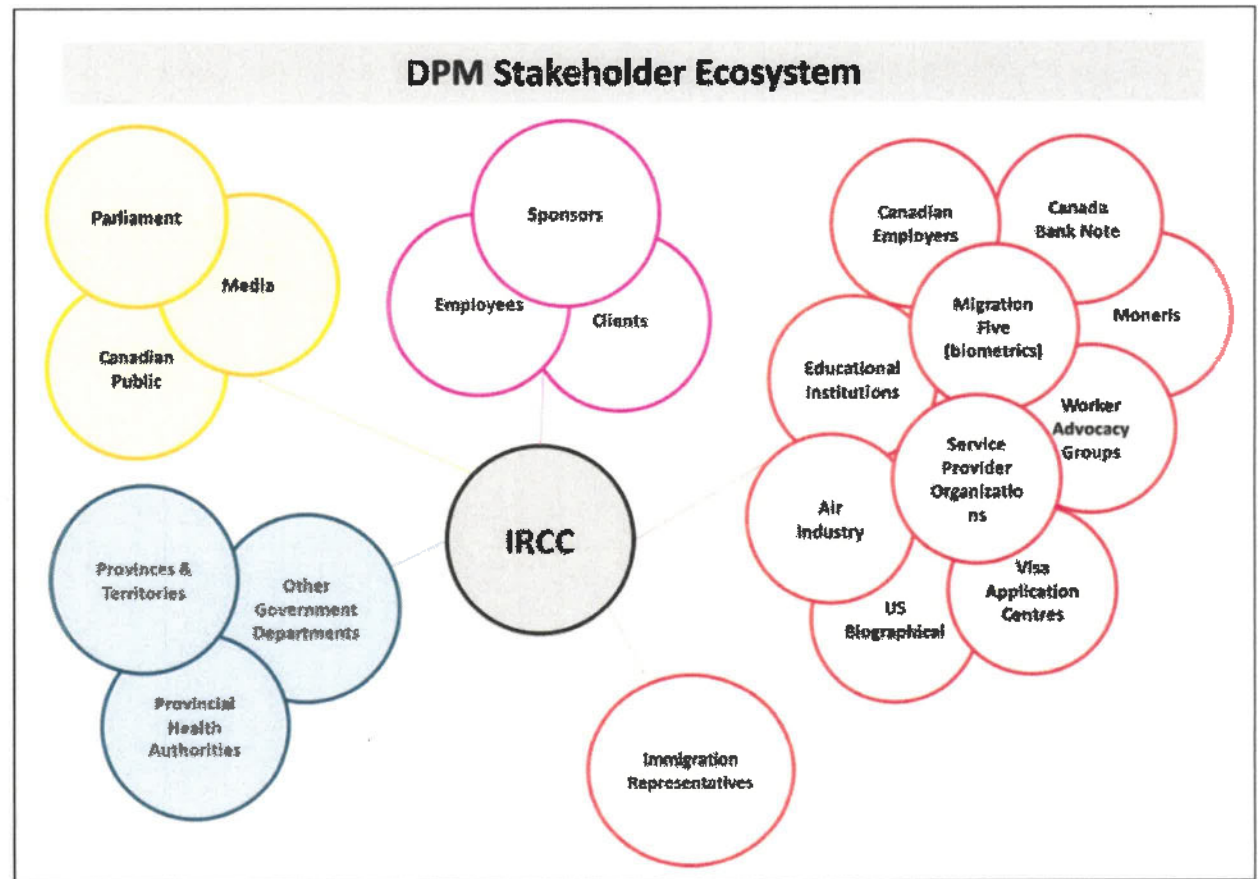 DPM Stakeholder Ecosystem
Parliament
Media
Canadian
Public
Sponsors
Employees
Clients
Canadian
Employers
Canada
Bank Note
Migration
Five
(biometrics)
Moneris
Educational
Institutions
Worker
Advocacy
Groups
Service
Provider
Organizatio
ns
Air
Industry
Visa
Application
Centres
US
Biographical
IRCC
Provinces &
Territories
Other
Government
Departments
Provincial
Health
Authorities
Immigration
Representatives